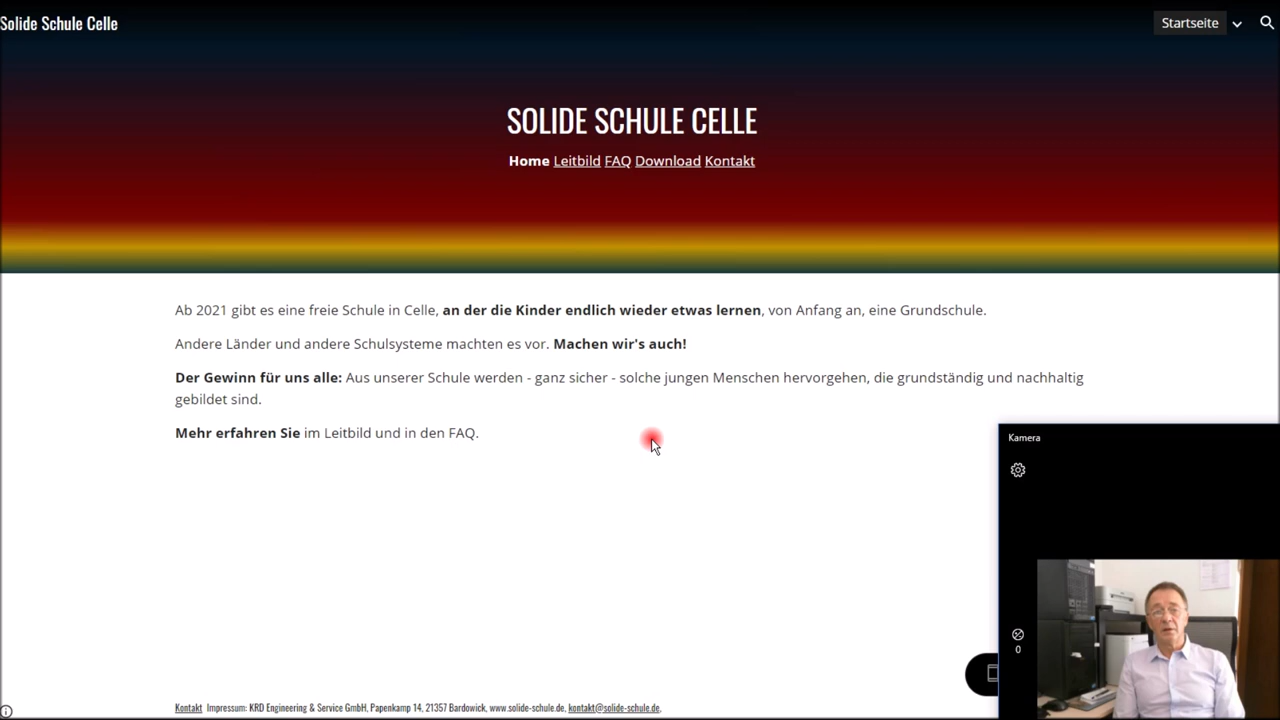 Solide Schule Celle
Startseite
SOLIDE SCHULE CELLE
Home Leitbild FAQ Download Kontakt
Ab 2021 gibt es eine freie Schule in Celle, an der die Kinder endlich wieder etwas lernen, von Anfang an, eine Grundschule.
Andere Länder und andere Schulsysteme machten es vor. Machen wir's auch!
Der Gewinn für uns alle: Aus unserer Schule werden - ganz sicher - solche jungen Menschen hervorgehen, die grundständig und nachhaltig
gebildet sind.
Mehr erfahren Sie im Leitbild und in den FAQ.
Kamera
0
Kontakt Impressum: KRD Engineering & Service GmbH, Papenkamp 14, 21357 Bardowick, www.solide-schule.de, kontakt@solide-schule.de,